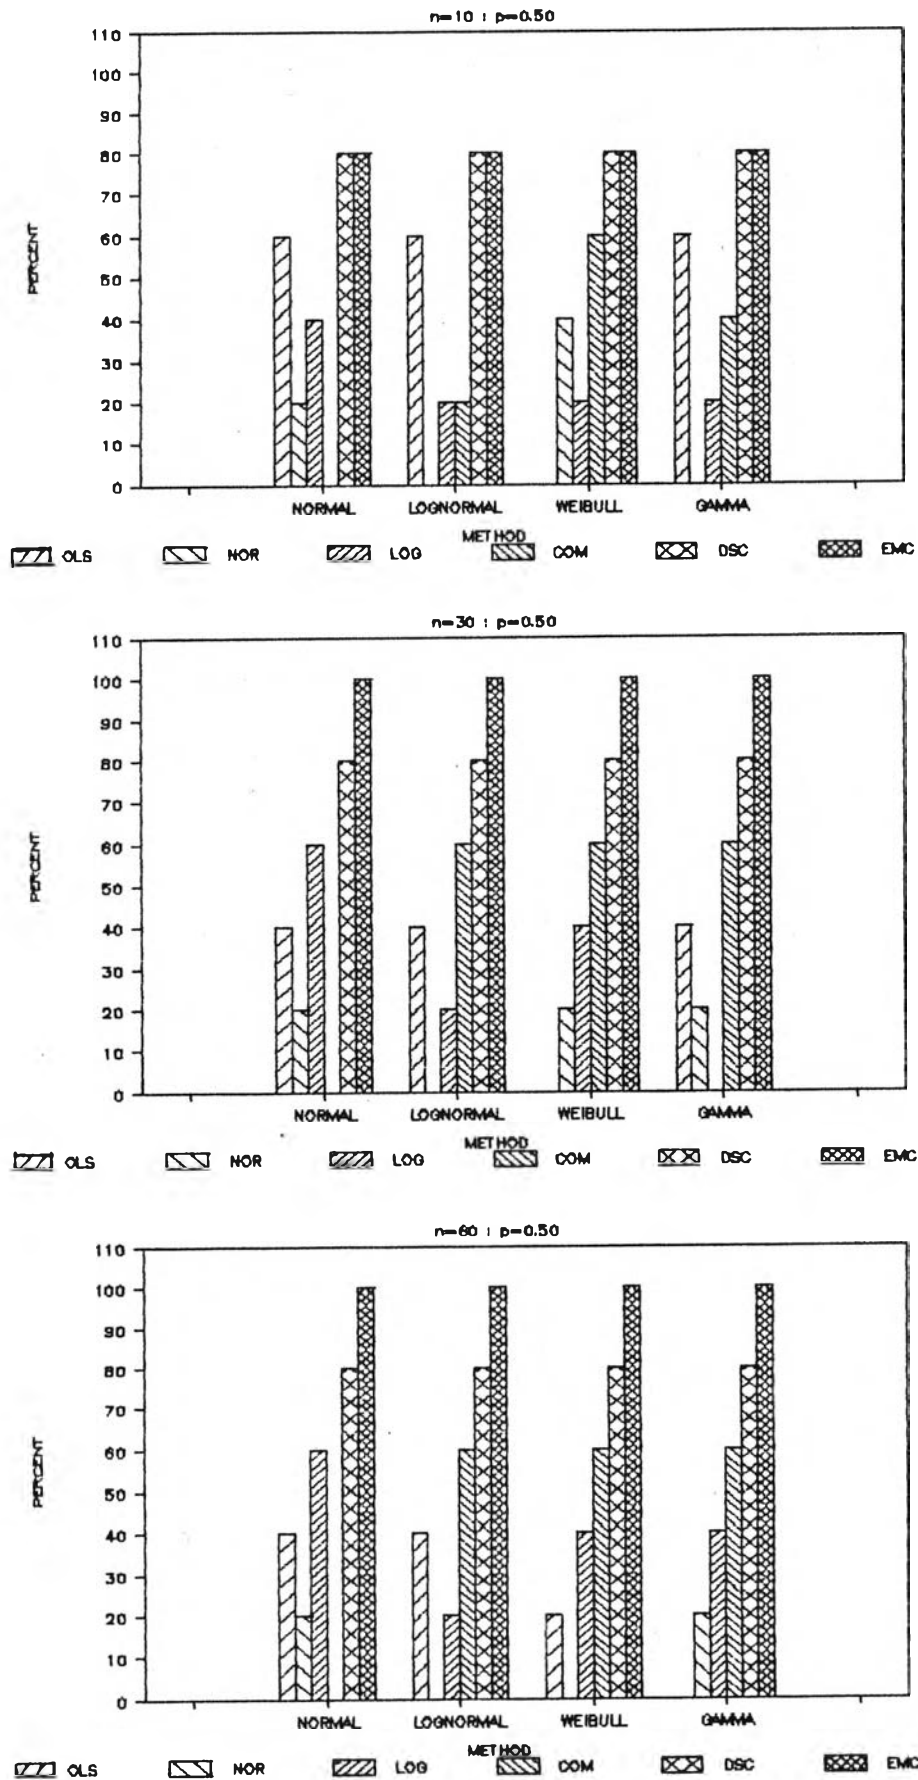 n=10 : p=0.50
110
100
90
80
70
60
50
40
30
20
10
0
PERCENT
NORMAL LOGNORMAL WEIBULL GAMMA
METHOD
OLS NOR LOG COM DSC EMC
n=30 : p=0.50
110
100
90
80
70
60
50
40
30
20
10
0
PERCENT
NORMAL LOGNORMAL WEIBULL GAMMA
METHOD
OLS NOR LOG COM DSC EMC
n=60 : p=0.50
110
100
90
80
70
60
50
40
30
20
10
0
PERCENT
NORMAL LOGNORMAL WEIBULL GAMMA
METHOD
OLS NOR LOG COM DSC EMC